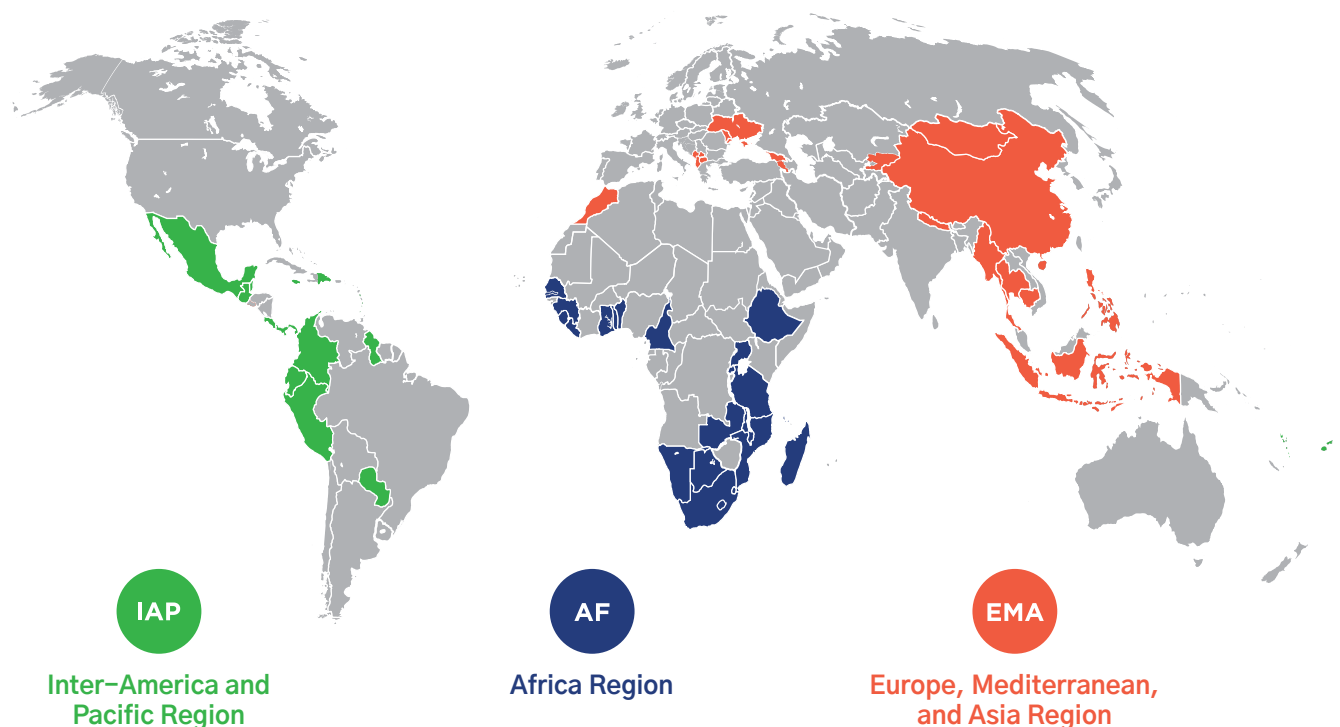 IAP
Inter-America and
Pacific Region
AF
Africa Region
EMA
Europe, Mediterranean,
and Asia Region